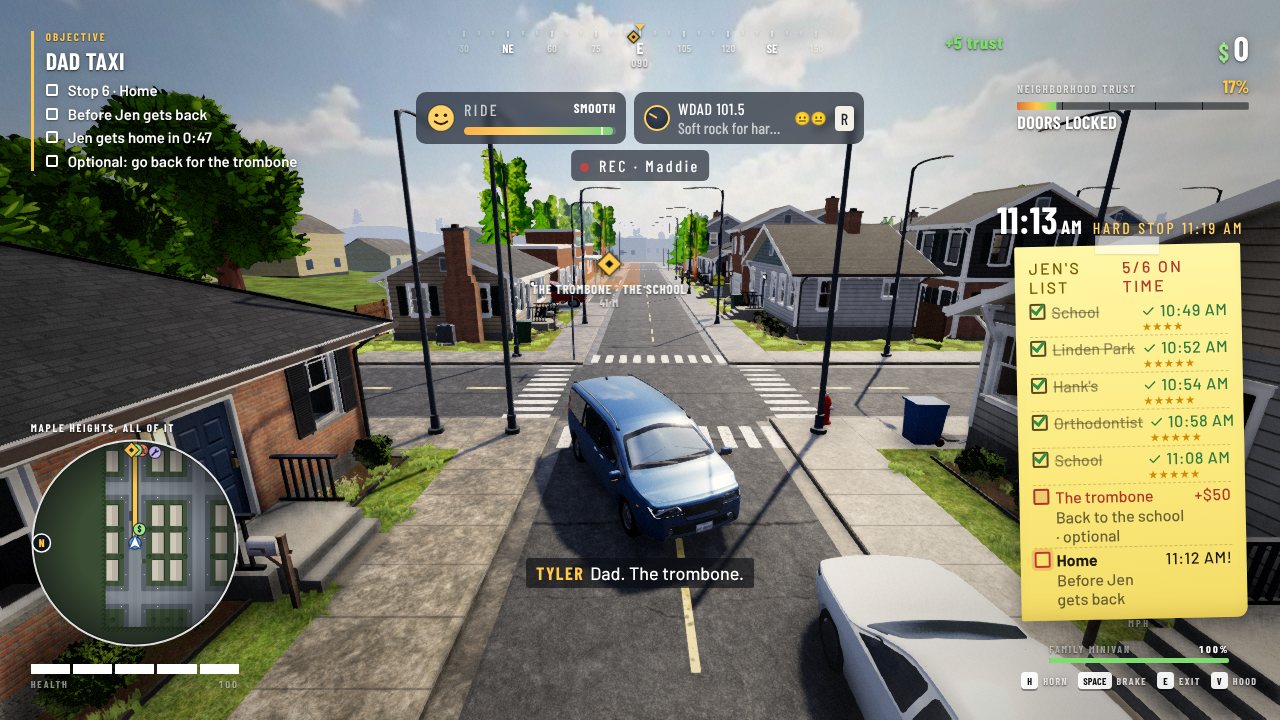 OBJECTIVE
DAD TAXI
Stop 6 · Home
Before Jen gets back
Jen gets home in 0:47
Optional: go back for the trombone
30 NE 60 75 E 105 120 SE 150
090
RIDE SMOOTH
WDAD 101.5
Soft rock for har...
R
REC · Maddie
+5 trust
$0
NEIGHBORHOOD TRUST 17%
DOORS LOCKED
11:13 AM HARD STOP 11:19 AM
JEN'S LIST 5/6 ON TIME
School ✓ 10:49 AM
★★★★
Linden Park ✓ 10:52 AM
★★★★★
Hank's ✓ 10:54 AM
★★★★★
Orthodontist ✓ 10:58 AM
★★★★★
School ✓ 11:08 AM
★★★★★
The trombone +$50
Back to the school
· optional
Home 11:12 AM!
Before Jen
gets back
THE TROMBONE · THE SCHOOL
41 M
MAPLE HEIGHTS, ALL OF IT
N
$
TYLER Dad. The trombone.
HEALTH 100
MPH
FAMILY MINIVAN 100%
H HORN SPACE BRAKE E EXIT V HOOD